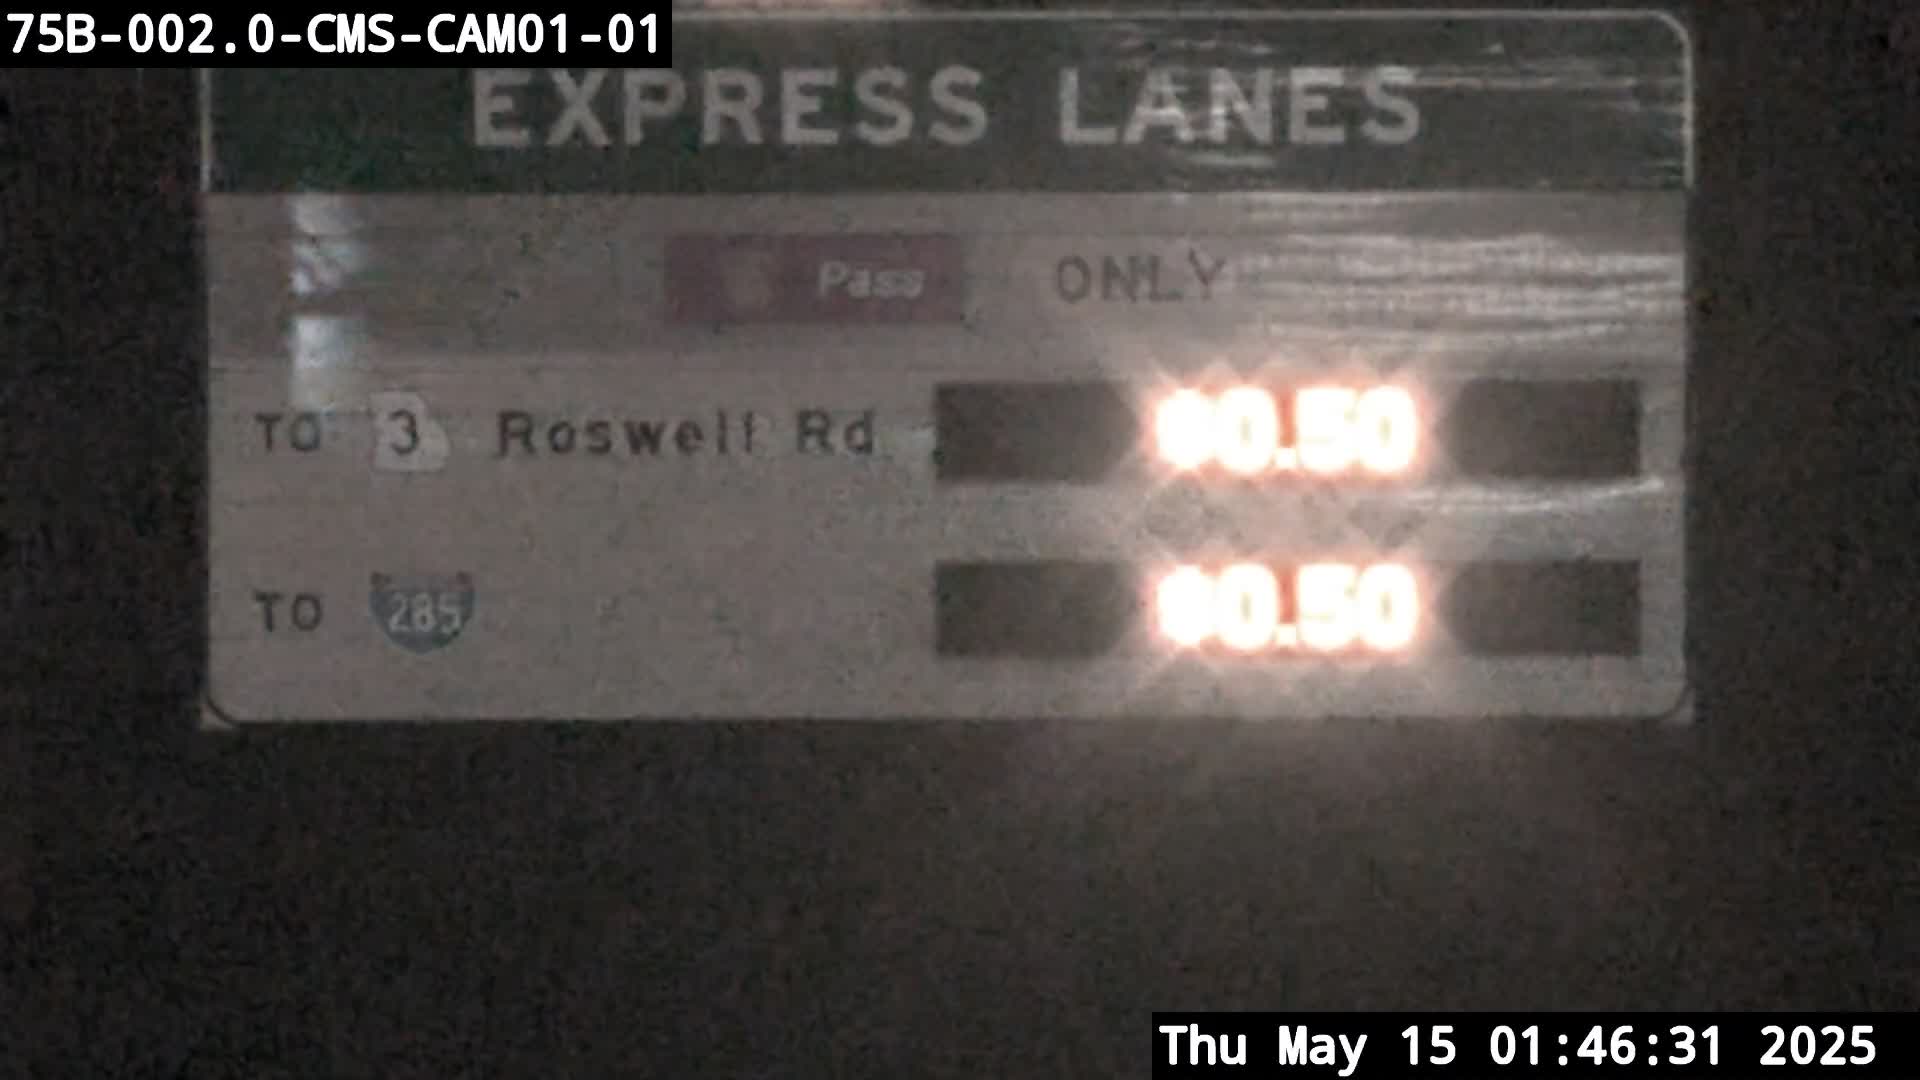 75B-002.0-CMS-CAM01-01
EXPRESS LANES
Pass ONLY
TO 3 Roswell Rd $0.50
TO 285 $0.50
Thu May 15 01:46:31 2025